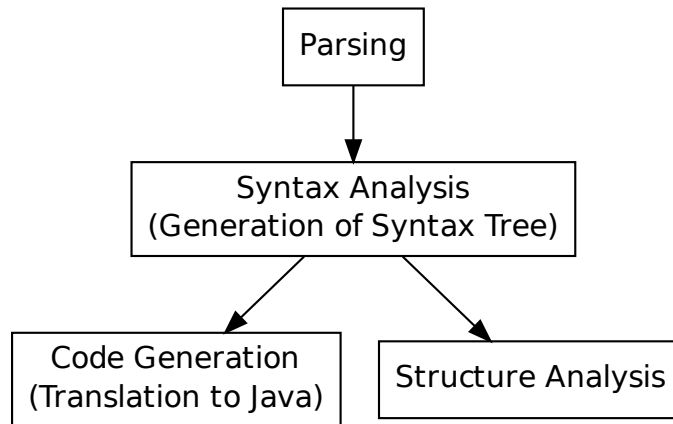 Parsing
Syntax Analysis
(Generation of Syntax Tree)
Code Generation
(Translation to Java)
Structure Analysis